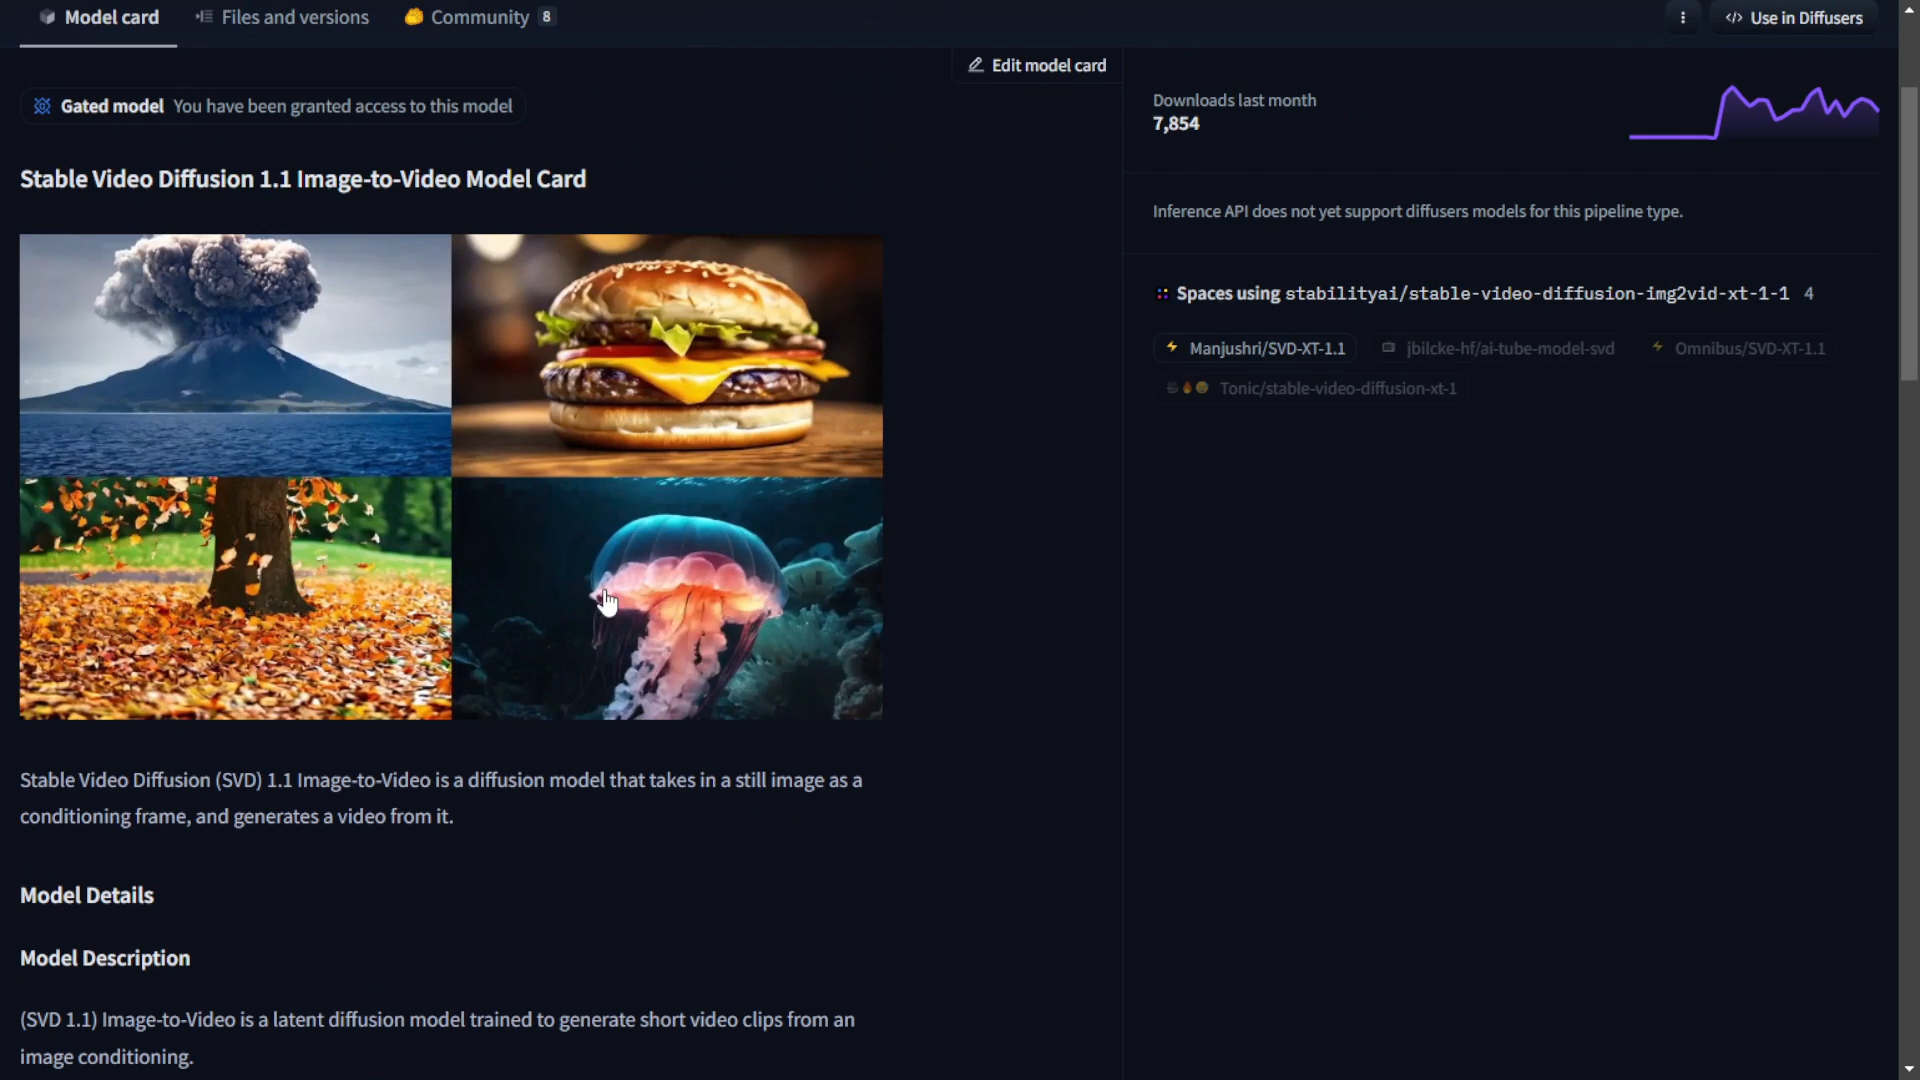 Model card
Files and versions
Community 8
Use in Diffusers
Edit model card
Gated model You have been granted access to this model
Stable Video Diffusion 1.1 Image-to-Video Model Card
Stable Video Diffusion (SVD) 1.1 Image-to-Video is a diffusion model that takes in a still image as a
conditioning frame, and generates a video from it.
Model Details
Model Description
(SVD 1.1) Image-to-Video is a latent diffusion model trained to generate short video clips from an
image conditioning.
Downloads last month
7,854
Inference API does not yet support diffusers models for this pipeline type.
Spaces using stabilityai/stable-video-diffusion-img2vid-xt-1-1 4
Manjushri/SVD-XT-1.1
jbilcke-hf/ai-tube-model-svd
Omnibus/SVD-XT-1.1
Tonic/stable-video-diffusion-xt-1